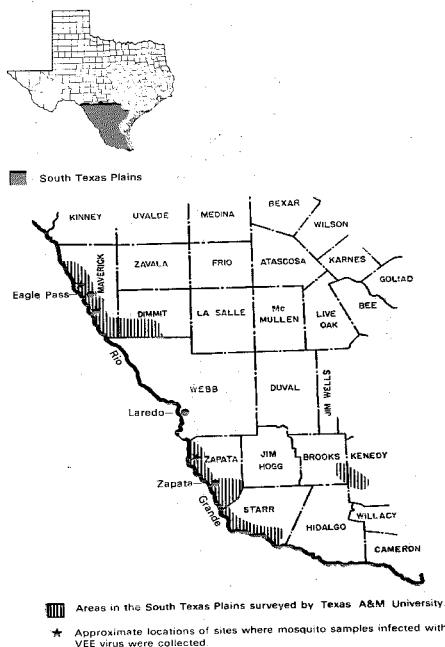 South Texas Plains
KINNEY
UVALDE
MEDINA
BEXAR
WILSON
MAVERICK
ZAVALA
FRIO
ATASCOSA
KARNES
GOLIAD
Eagle Pass
DIMMIT
LA SALLE
Mc
MULLEN
LIVE
OAK
BEE
Rio
WEBB
DUVAL
JIM WELLS
Laredo
ZAPATA
JIM
HOGG
BROOKS
KENEDY
Zapata
Grande
STARR
HIDALGO
WILLACY
CAMERON
Areas in the South Texas Plains surveyed by Texas A&M University.
Approximate locations of sites where mosquito samples infected with
VEE virus were collected.